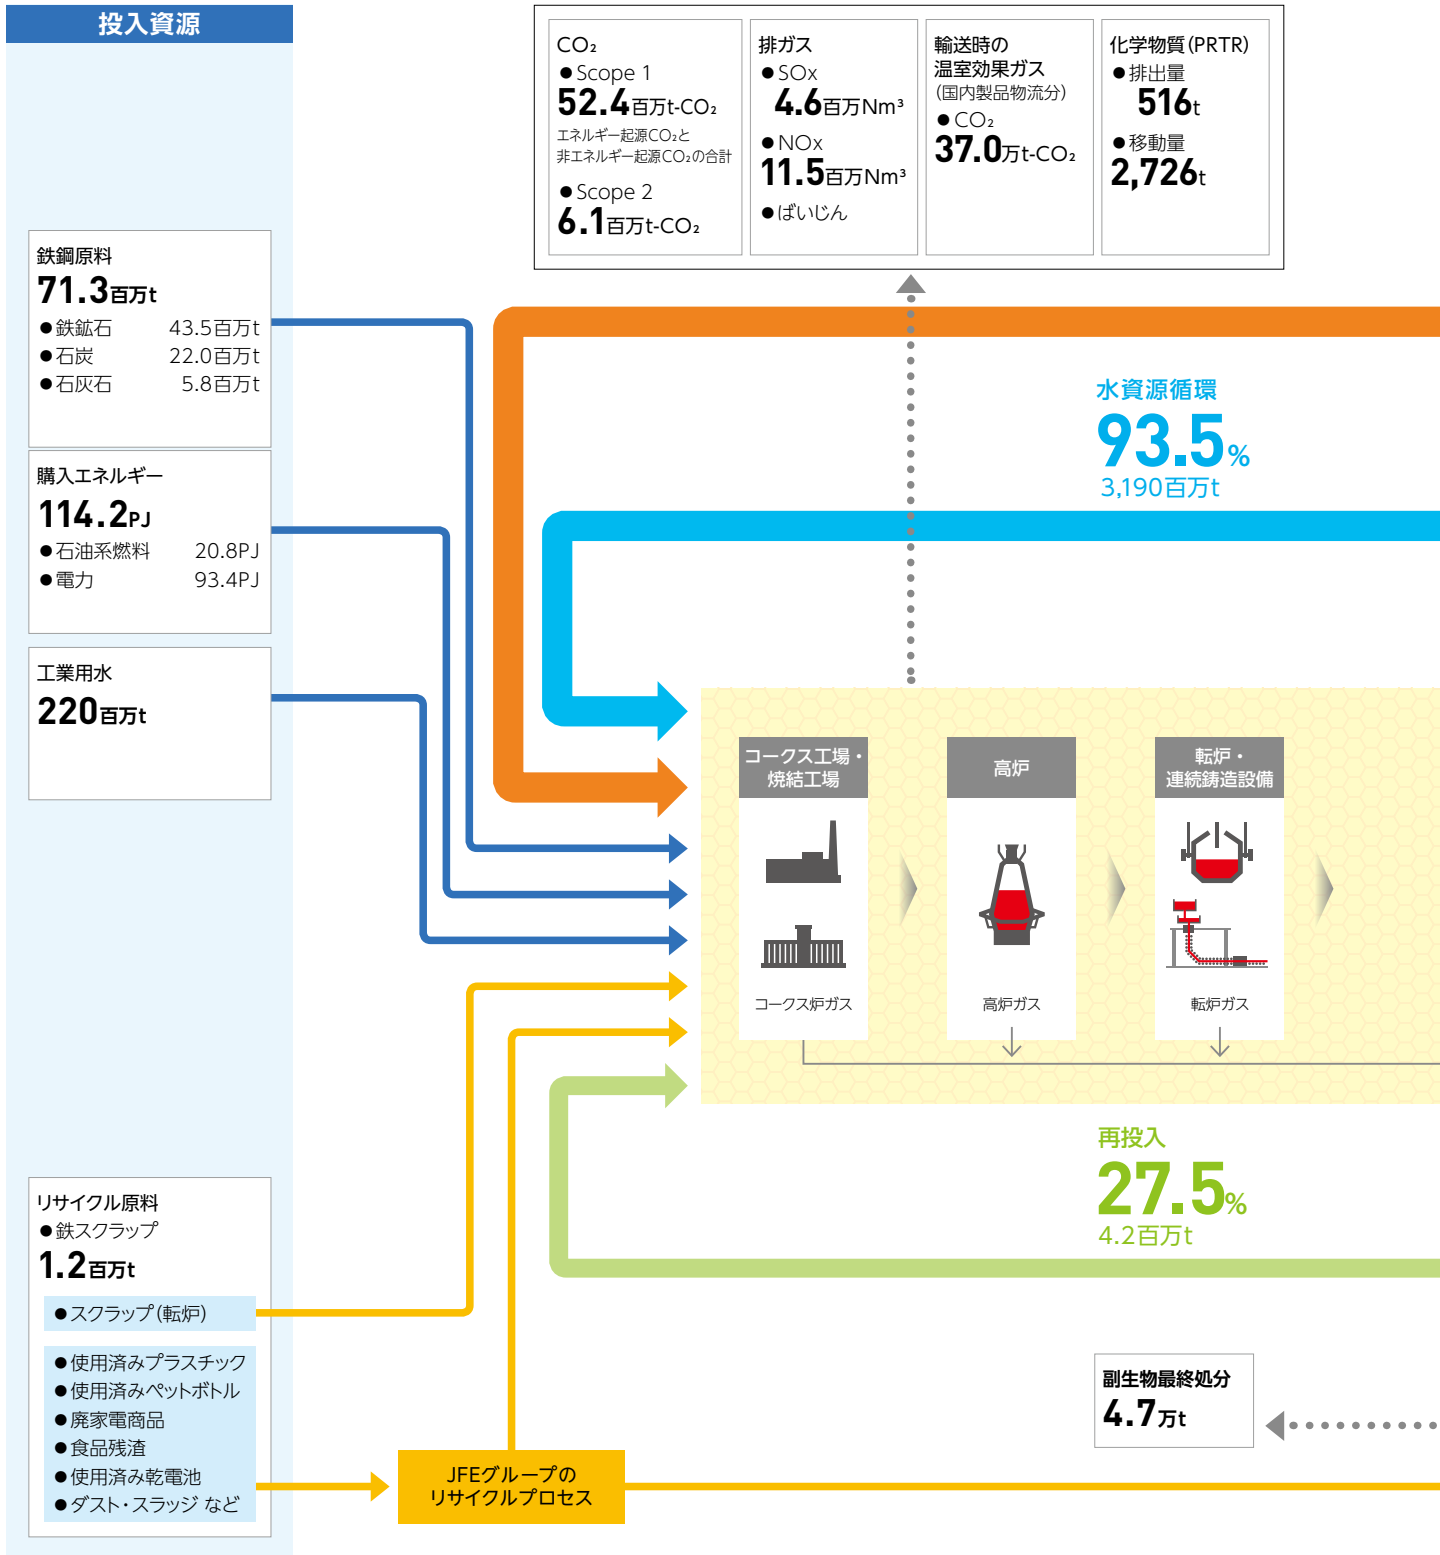 投入資源
鉄鋼原料
71.3百万t
●鉄鉱石 43.5百万t
●石炭 22.0百万t
●石灰石 5.8百万t
購入エネルギー
114.2PJ
●石油系燃料 20.8PJ
●電力 93.4PJ
工業用水
220百万t
リサイクル原料
●鉄スクラップ
1.2百万t
●スクラップ(転炉)
●使用済みプラスチック
●使用済みペットボトル
●廃家電商品
●食品残渣
●使用済み乾電池
●ダスト・スラッジ など
JFEグループの
リサイクルプロセス
CO₂
●Scope 1
52.4百万t-CO₂
エネルギー起源CO₂と
非エネルギー起源CO₂の合計
●Scope 2
6.1百万t-CO₂
排ガス
●SOx
4.6百万Nm³
●NOx
11.5百万Nm³
●ばいじん
輸送時の
温室効果ガス
(国内製品物流分)
●CO₂
37.0万t-CO₂
化学物質(PRTR)
●排出量
516t
●移動量
2,726t
水資源循環
93.5%
3,190百万t
コークス工場・
焼結工場
コークス炉ガス
高炉
高炉ガス
転炉・
連続鋳造設備
転炉ガス
再投入
27.5%
4.2百万t
副生物最終処分
4.7万t